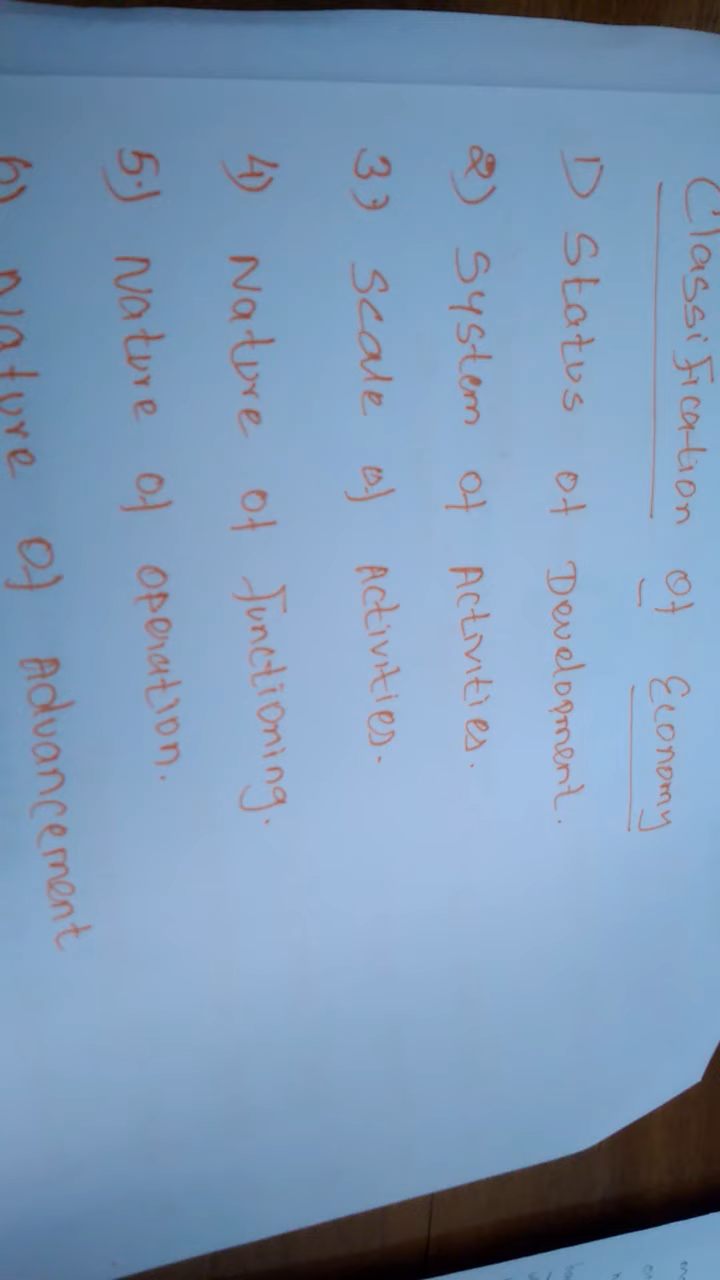 Classification of Economy
1) Status of Development.
2) System of Activities.
3) Scale of Activities.
4) Nature of functioning.
5.) Nature of operation.
6) Nature of Advancement